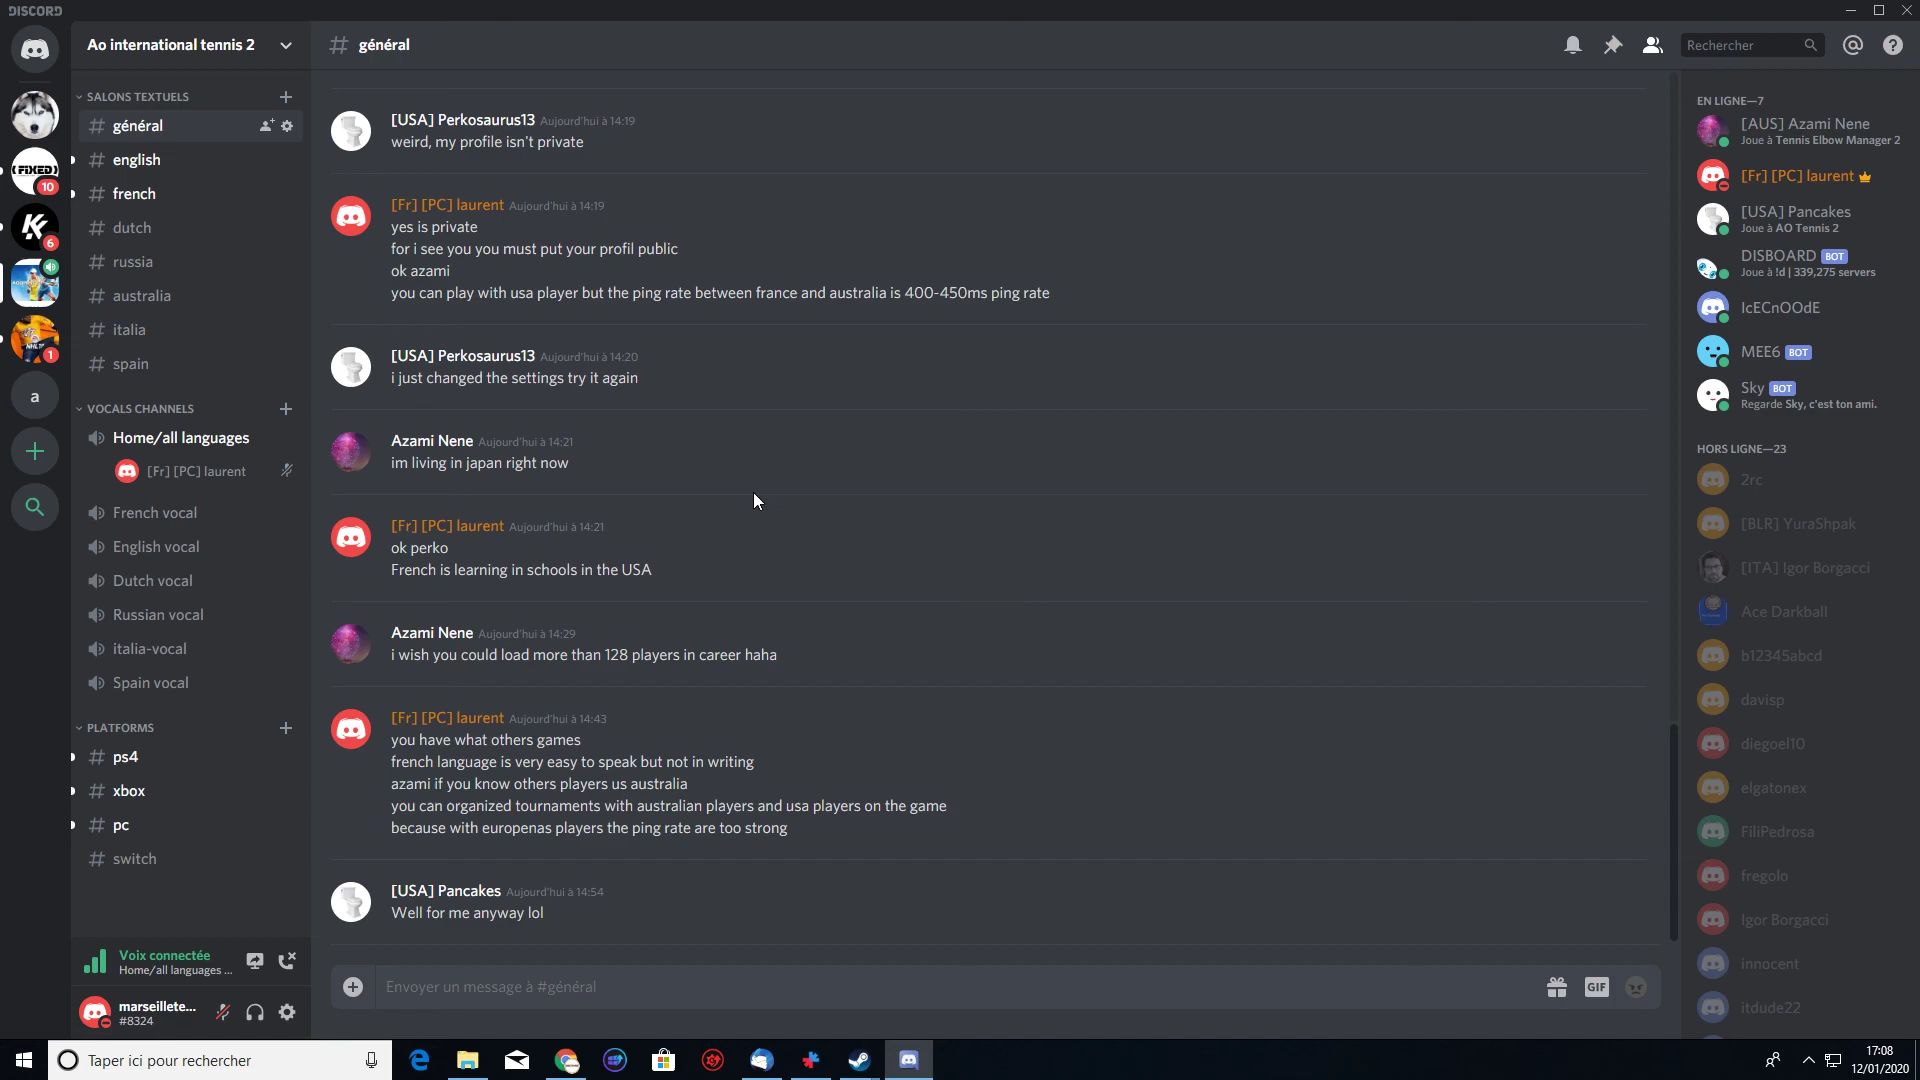 DISCORD
Ao international tennis 2
général
Rechercher
SALONS TEXTUELS
général
english
french
dutch
russia
australia
italia
spain
VOCALS CHANNELS
Home/all languages
[Fr] [PC] laurent
French vocal
English vocal
Dutch vocal
Russian vocal
italia-vocal
Spain vocal
PLATFORMS
ps4
xbox
pc
switch
Voix connectée
Home/all languages ...
marseillete...
#8324
(FIXED)
10
6
1
a
[USA] Perkosaurus13 Aujourd'hui à 14:19
weird, my profile isn't private
[Fr] [PC] laurent Aujourd'hui à 14:19
yes is private
for i see you you must put your profil public
ok azami
you can play with usa player but the ping rate between france and australia is 400-450ms ping rate
[USA] Perkosaurus13 Aujourd'hui à 14:20
i just changed the settings try it again
Azami Nene Aujourd'hui à 14:21
im living in japan right now
[Fr] [PC] laurent Aujourd'hui à 14:21
ok perko
French is learning in schools in the USA
Azami Nene Aujourd'hui à 14:29
i wish you could load more than 128 players in career haha
[Fr] [PC] laurent Aujourd'hui à 14:43
you have what others games
french language is very easy to speak but not in writing
azami if you know others players us australia
you can organized tournaments with australian players and usa players on the game
because with europenas players the ping rate are too strong
[USA] Pancakes Aujourd'hui à 14:54
Well for me anyway lol
Envoyer un message à #général
GIF
EN LIGNE—7
[AUS] Azami Nene
Joue à Tennis Elbow Manager 2
[Fr] [PC] laurent
[USA] Pancakes
Joue à AO Tennis 2
DISBOARD BOT
Joue à !d | 339,275 servers
IcECnOOdE
MEE6 BOT
Sky BOT
Regarde Sky, c'est ton ami.
HORS LIGNE—23
2rc
[BLR] YuraShpak
[ITA] Igor Borgacci
Ace Darkball
b12345abcd
davisp
diegoel10
elgatonex
FiliPedrosa
fregolo
Igor Borgacci
innocent
itdude22
Taper ici pour rechercher
17:08
12/01/2020